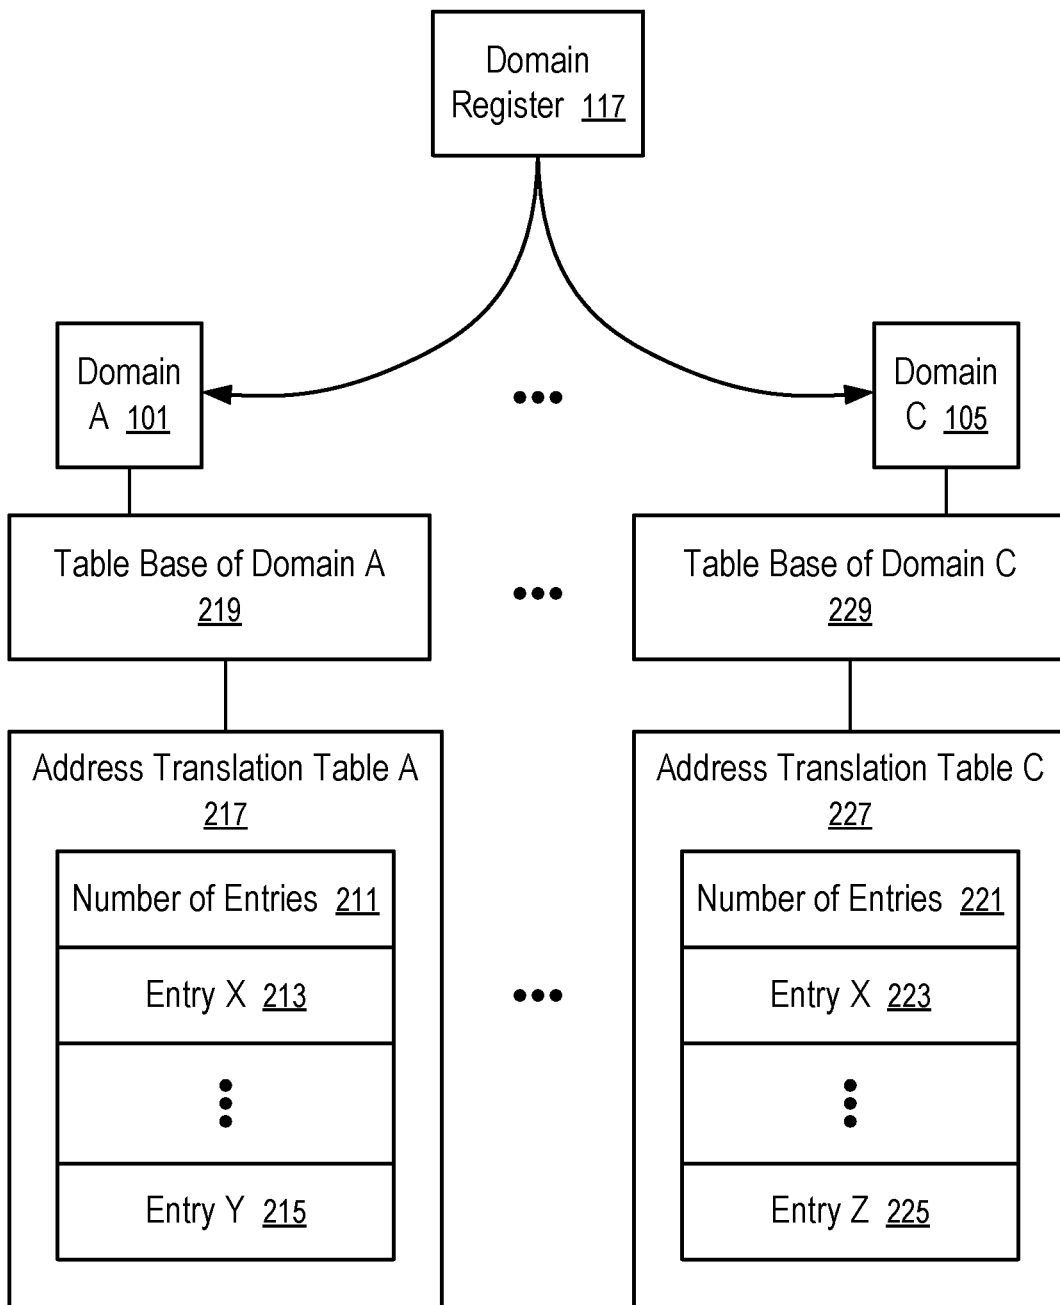 Domain
Register 117
Domain
A 101
Domain
C 105
Table Base of Domain A
219
Table Base of Domain C
229
Address Translation Table A
217
Number of Entries 211
Entry X 213
Entry Y 215
Address Translation Table C
227
Number of Entries 221
Entry X 223
Entry Z 225